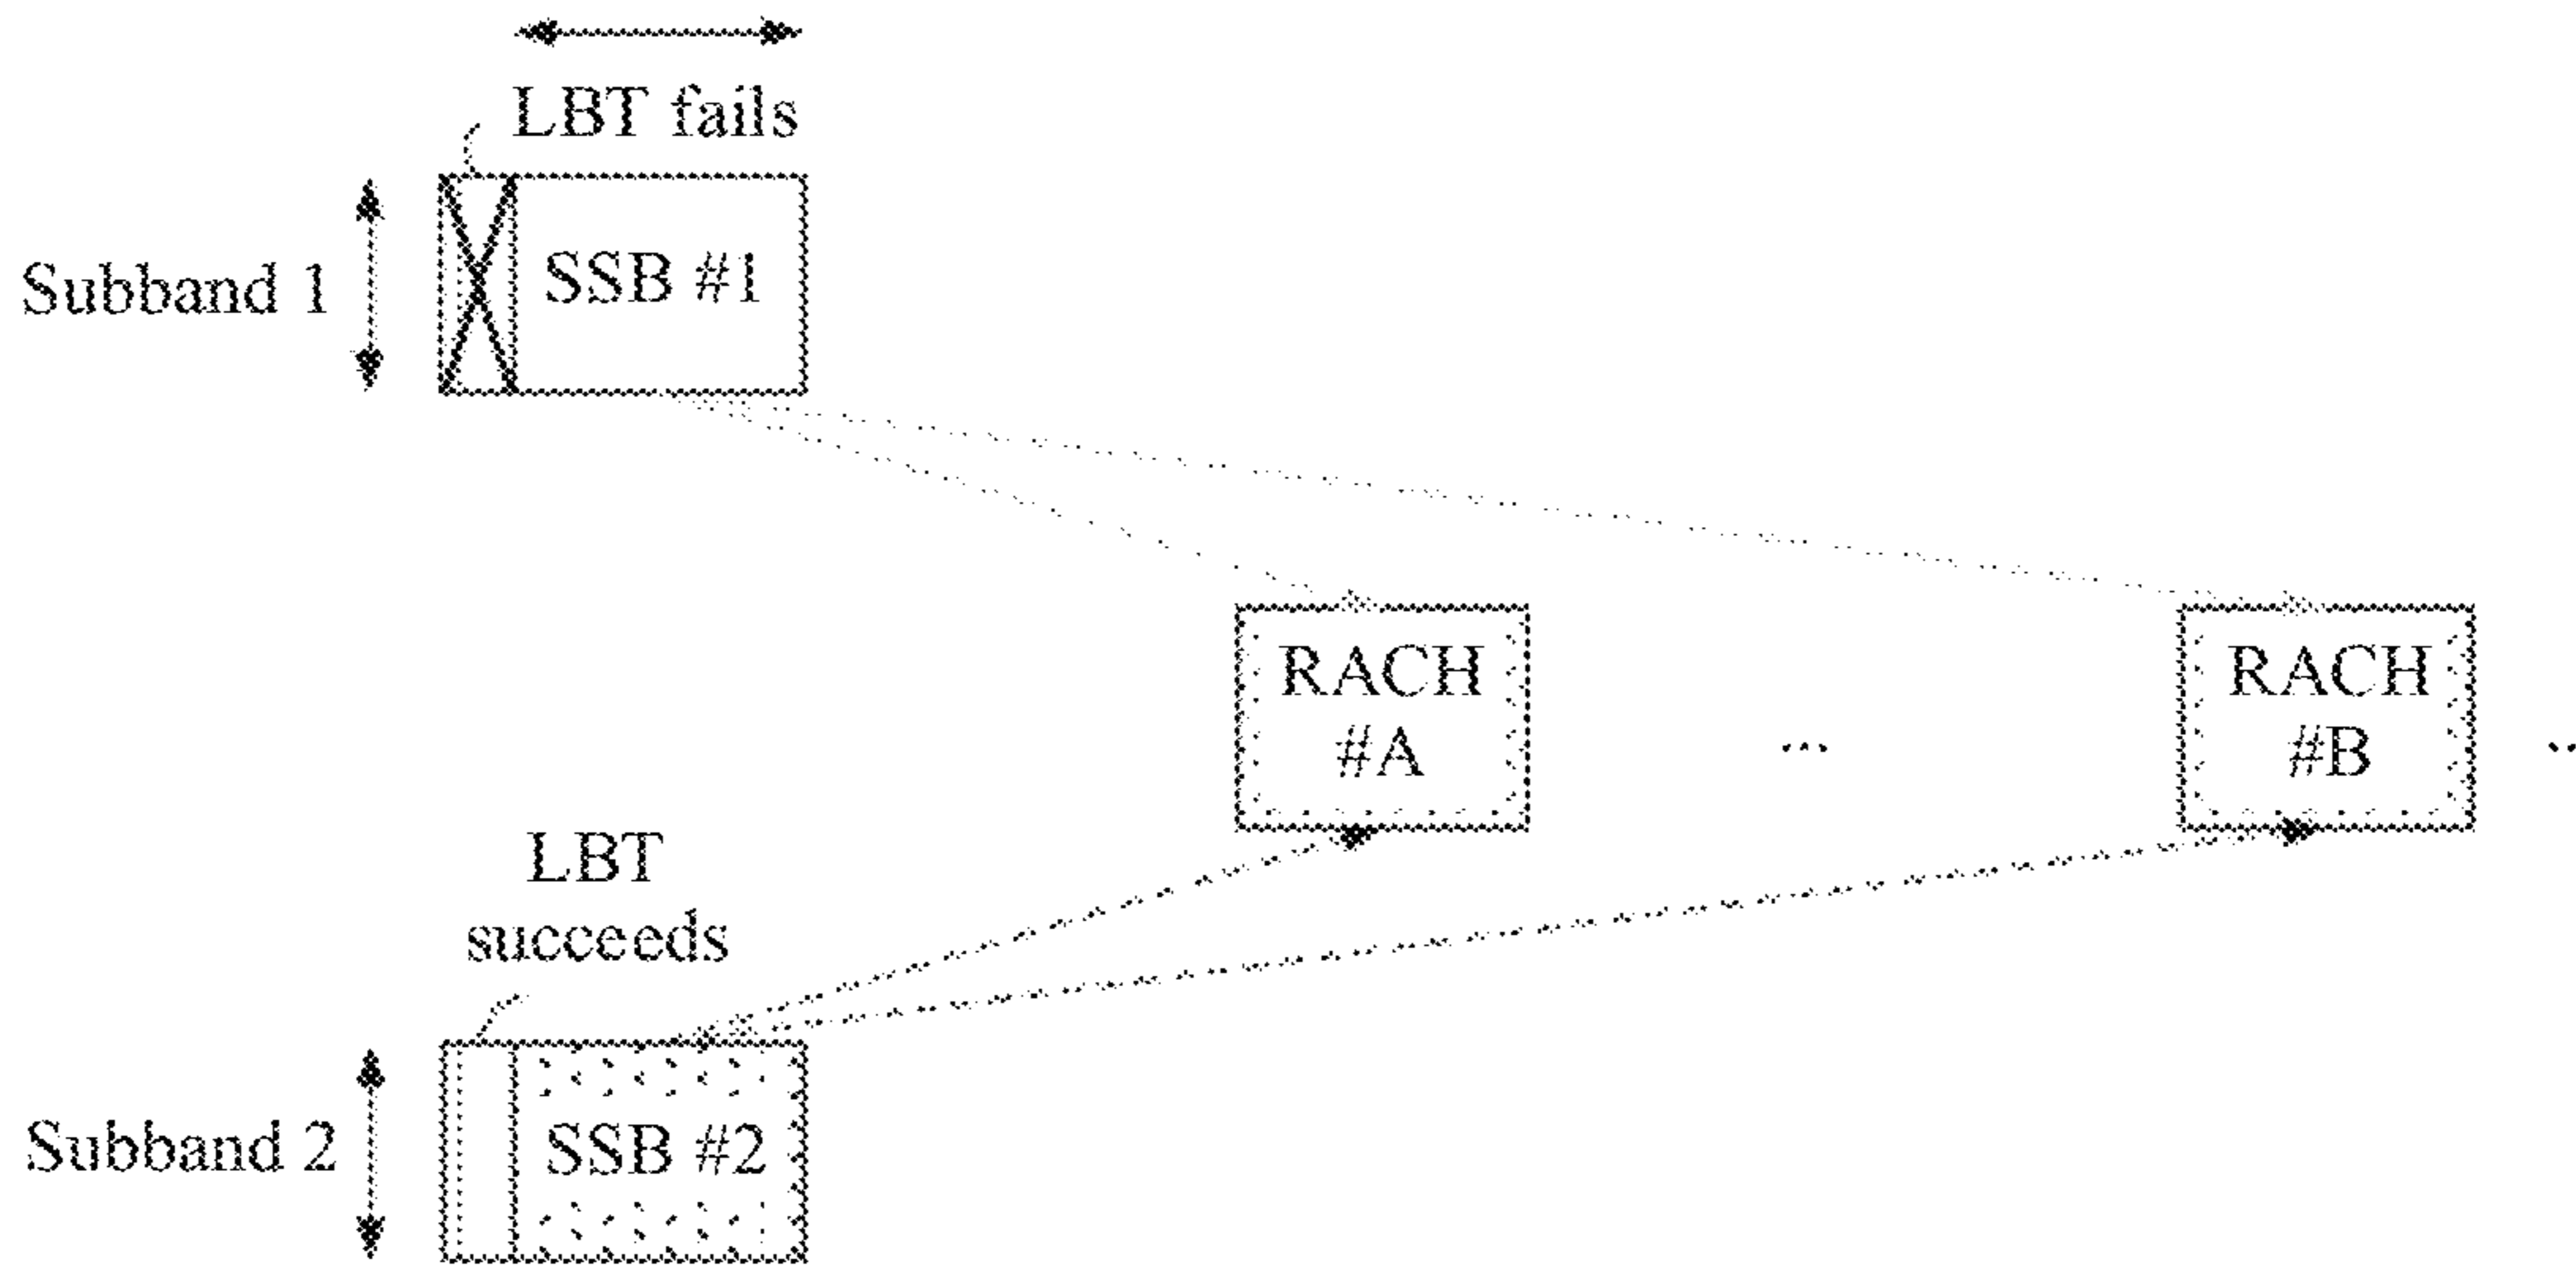 LBT fails
Subband 1
SSB #1
RACH
#A
...
RACH
#B
..
LBT
succeeds
Subband 2
SSB #2